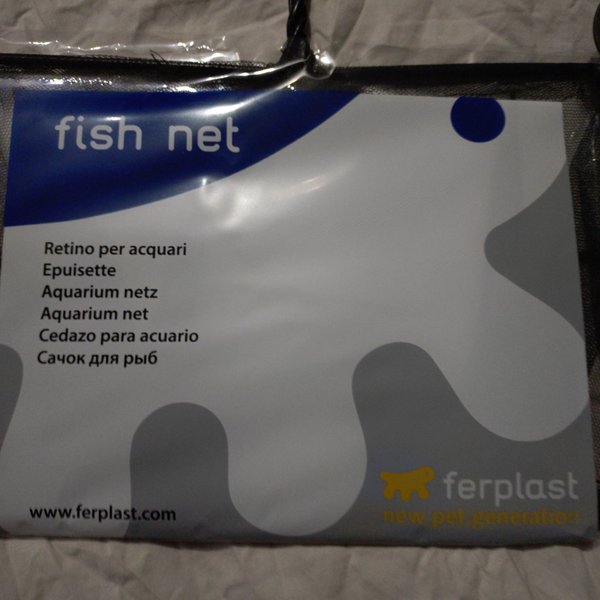 fish net
Retino per acquari
Epuisette
Aquarium netz
Aquarium net
Cedazo para acuario
Сачок для рыб
www.ferplast.com
ferplast
new pet generation